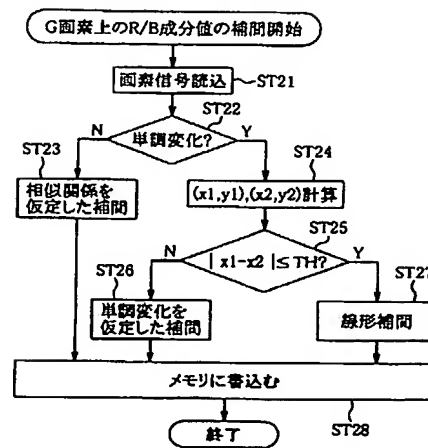 G画素上のR/B成分値の補間開始
画素信号読込
ST21
ST22
単調変化?
N
Y
ST23
ST24
相似関係を
仮定した補間
(x1,y1),(x2,y2)計算
ST25
N
Y
| x1-x2 |≤TH?
ST26
ST27
単調変化を
仮定した補間
線形補間
メモリに書込む
ST28
終了